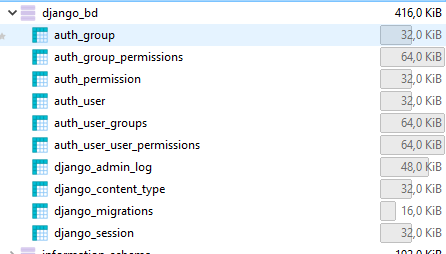 django_bd 416,0 KiB
auth_group 32,0 KiB
auth_group_permissions 64,0 KiB
auth_permission 32,0 KiB
auth_user 32,0 KiB
auth_user_groups 64,0 KiB
auth_user_user_permissions 64,0 KiB
django_admin_log 48,0 KiB
django_content_type 32,0 KiB
django_migrations 16,0 KiB
django_session 32,0 KiB